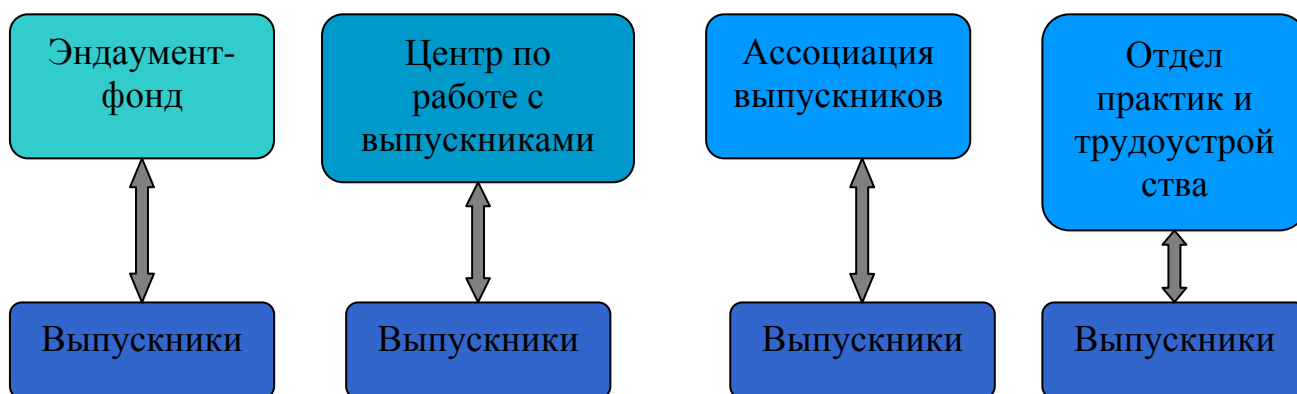 Эндаумент-
фонд
Центр по
работе с
выпускниками
Ассоциация
выпускников
Отдел
практик и
трудоустрой
ства
Выпускники
Выпускники
Выпускники
Выпускники